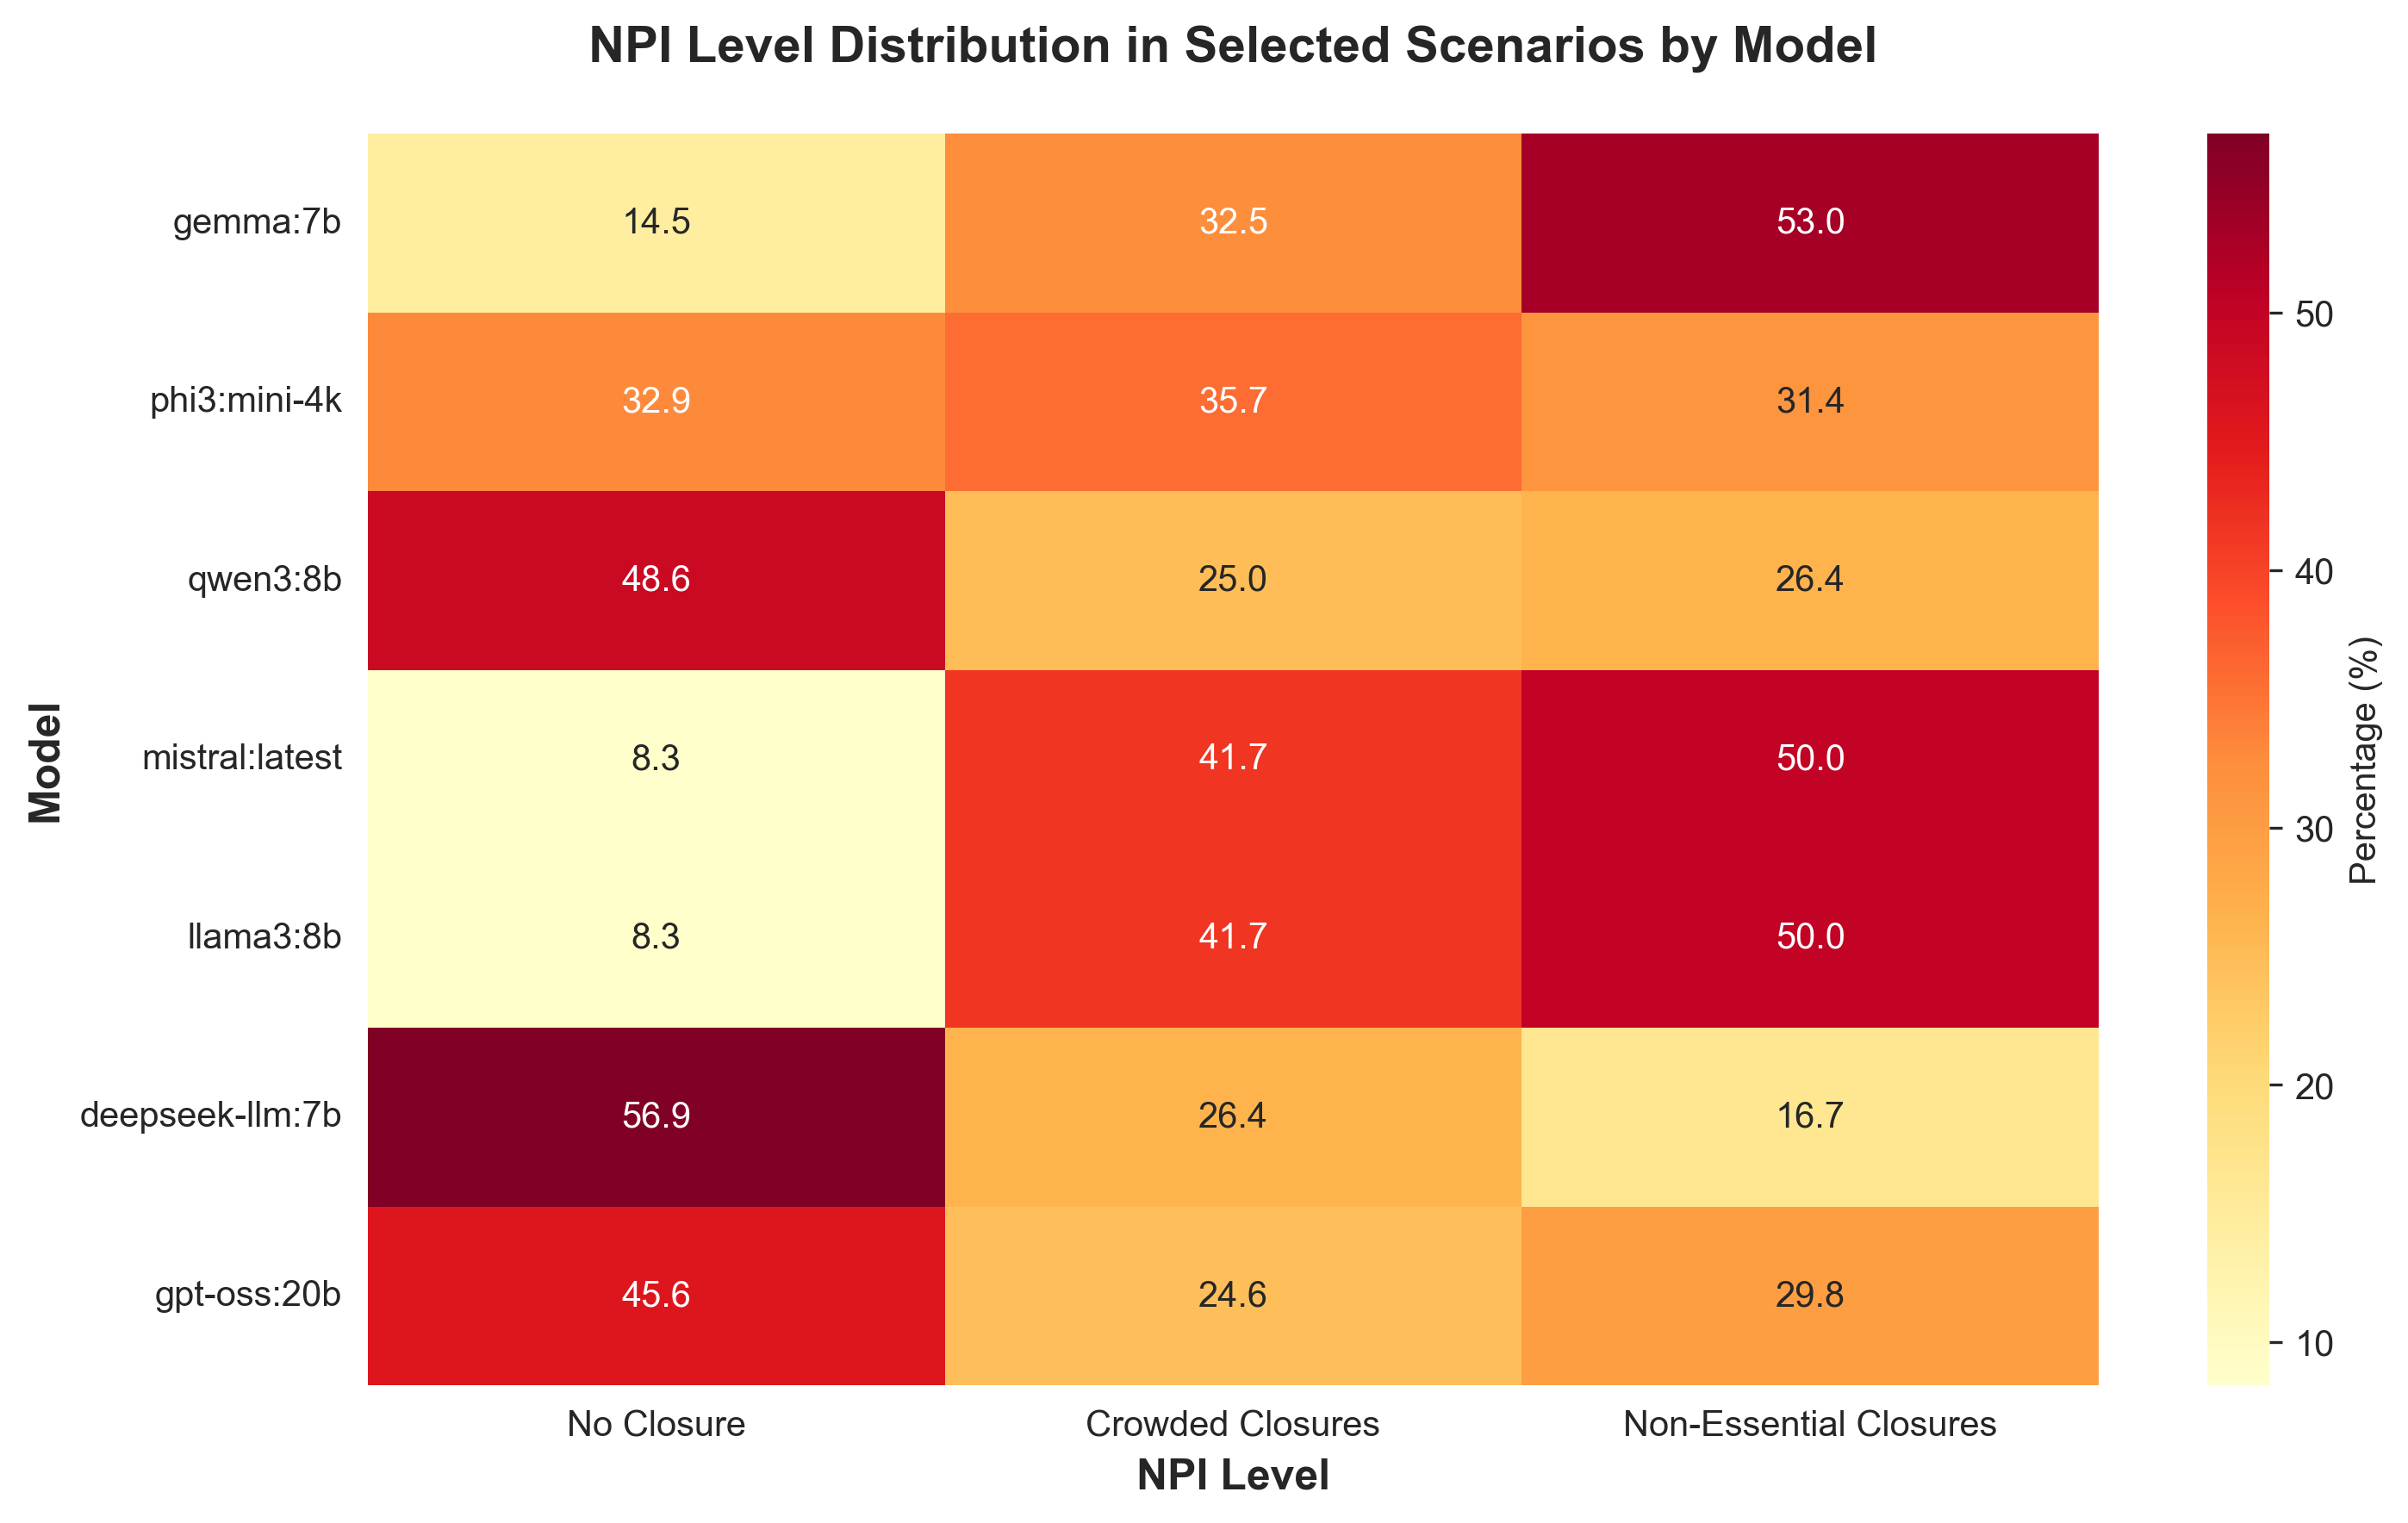 NPI Level Distribution in Selected Scenarios by Model
Model
gemma:7b 14.5 32.5 53.0
phi3:mini-4k 32.9 35.7 31.4
qwen3:8b 48.6 25.0 26.4
mistral:latest 8.3 41.7 50.0
llama3:8b 8.3 41.7 50.0
deepseek-llm:7b 56.9 26.4 16.7
gpt-oss:20b 45.6 24.6 29.8
No Closure Crowded Closures Non-Essential Closures
NPI Level
50
40
30
20
10
Percentage (%)